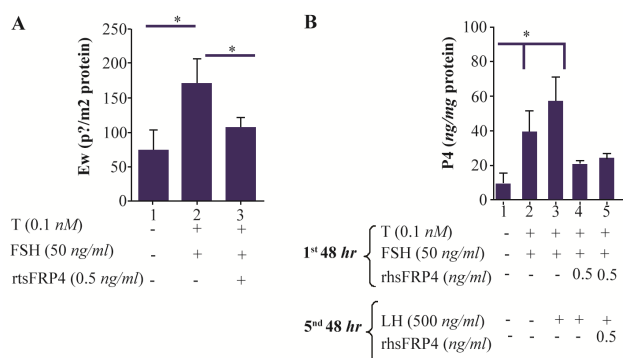 A
*
*
Ew (p?/m2 protein)
250
200
150
100
50
0
1 2 3
T (0.1 nM) - + +
FSH (50 ng/ml) - + +
rtsFRP4 (0.5 ng/ml) - - +
B
*
P4 (ng/mg protein)
100
80
60
40
20
0
1 2 3 4 5
1st 48 hr
T (0.1 nM) - + + + +
FSH (50 ng/ml) - + + + +
rhsFRP4 (ng/ml) - - - 0.5 0.5
5nd 48 hr
LH (500 ng/ml) - - + + +
rhsFRP4 (ng/ml) - - - - 0.5